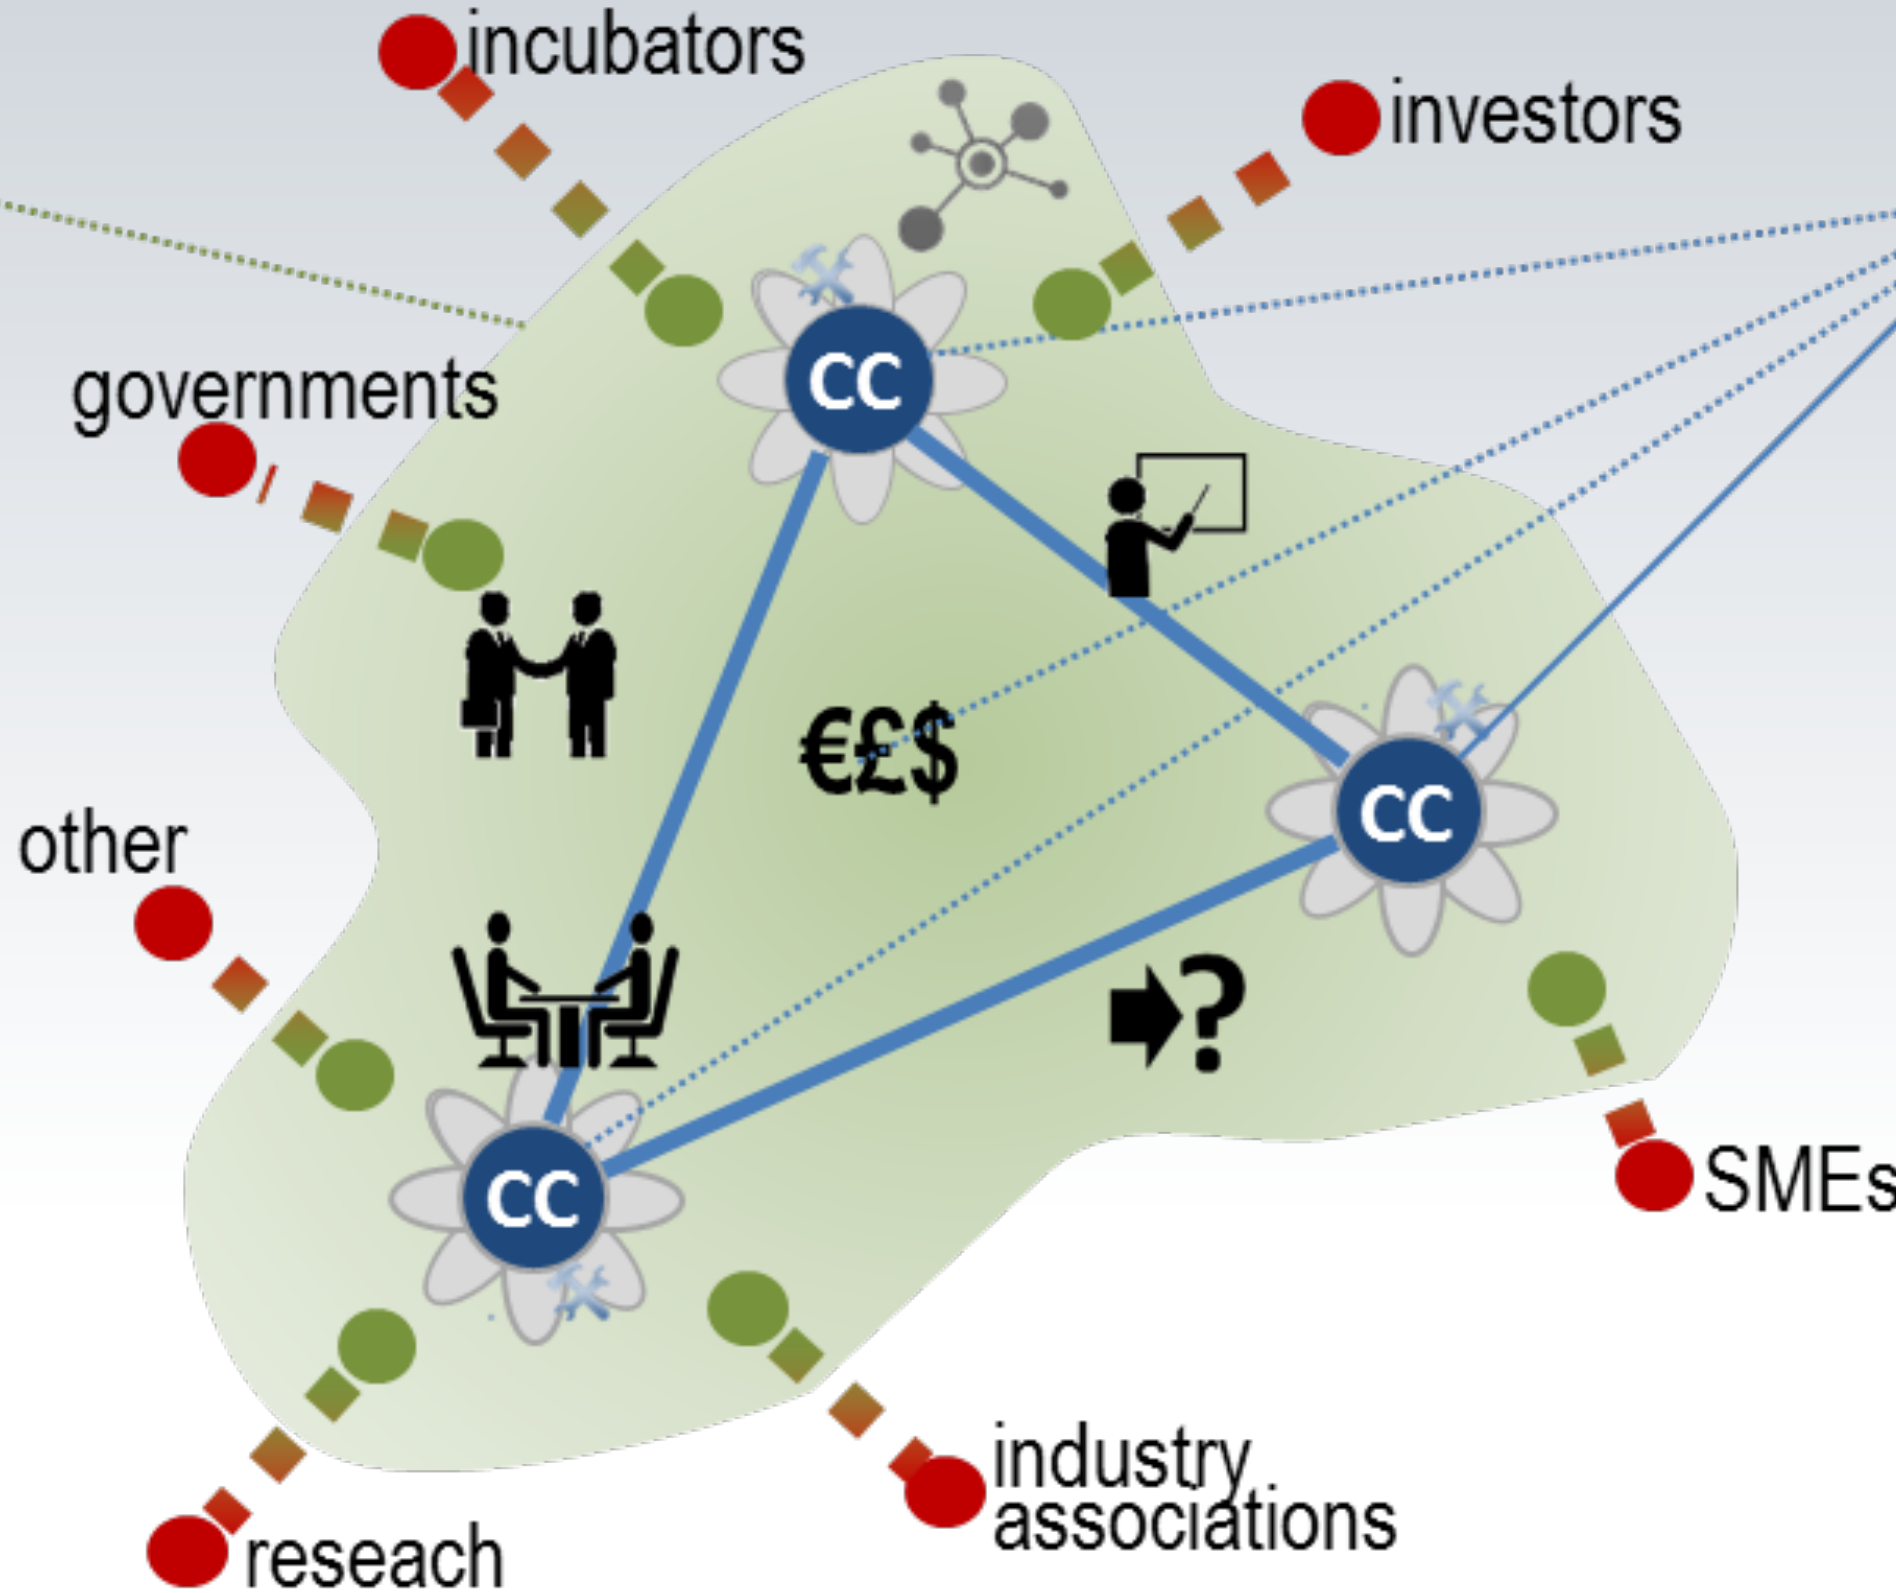 incubators
investors
governments
CC
€£$
other
CC
?
CC
SMEs
industry
associations
reseach